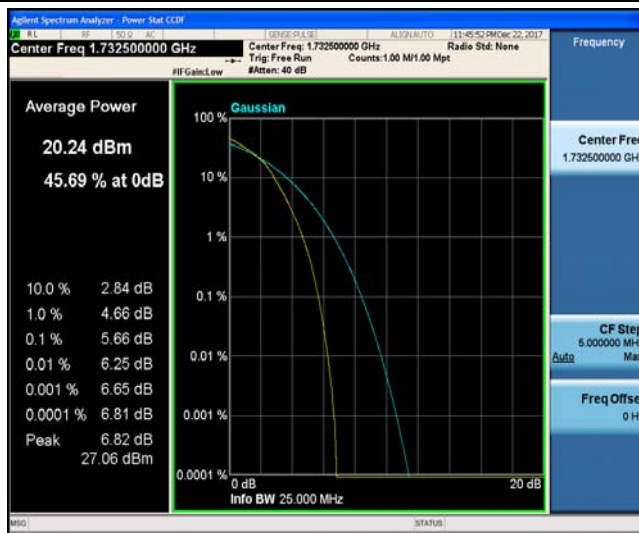 Agilent Spectrum Analyzer - Power Stat CCDF
RL RF 50 Ω AC SENSE:PULSE ALIGNAUTO 11:45:52 PM Dec 22, 2017
Center Freq 1.732500000 GHz
Center Freq: 1.732500000 GHz
Radio Std: None
Trig: Free Run
Counts:1.00 M/1.00 Mpt
#IFGain:Low
#Atten: 40 dB
Average Power
20.24 dBm
45.69 % at 0dB
10.0 % 2.84 dB
1.0 % 4.66 dB
0.1 % 5.66 dB
0.01 % 6.25 dB
0.001 % 6.65 dB
0.0001 % 6.81 dB
Peak 6.82 dB
27.06 dBm
Gaussian
100 %
10 %
1 %
0.1 %
0.01 %
0.001 %
0.0001 %
0 dB
20 dB
Info BW 25.000 MHz
Frequency
Center Fre
1.732500000 GH
CF Ste
5.000000 MH
Auto Ma
Freq Offse
0 H
MSG
STATUS